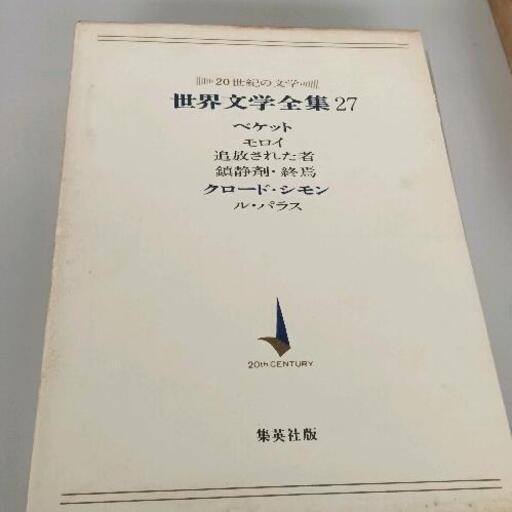 20世紀の文学
世界文学全集27
ベケット
モロイ
追放された者
鎮静剤・終焉
クロード・シモン
ル・パラス
20th CENTURY
集英社版